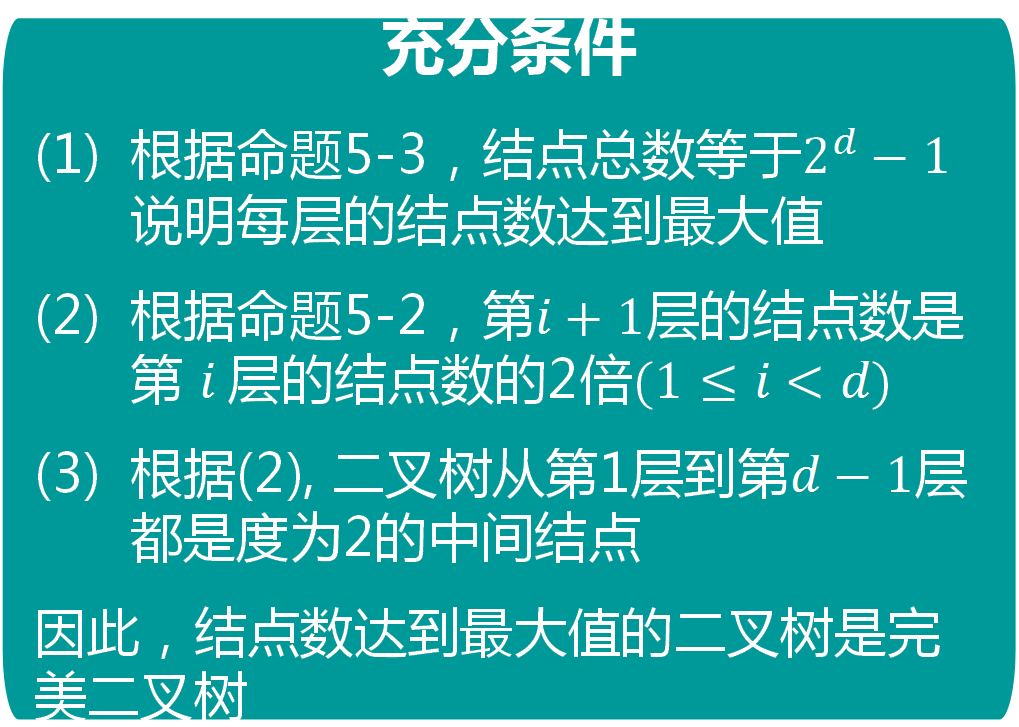 充分条件
(1) 根据命题5-3，结点总数等于2^d − 1
说明每层的结点数达到最大值
(2) 根据命题5-2，第i + 1层的结点数是
第 i 层的结点数的2倍(1 ≤ i < d)
(3) 根据(2), 二叉树从第1层到第d − 1层
都是度为2的中间结点
因此，结点数达到最大值的二叉树是完
美二叉树